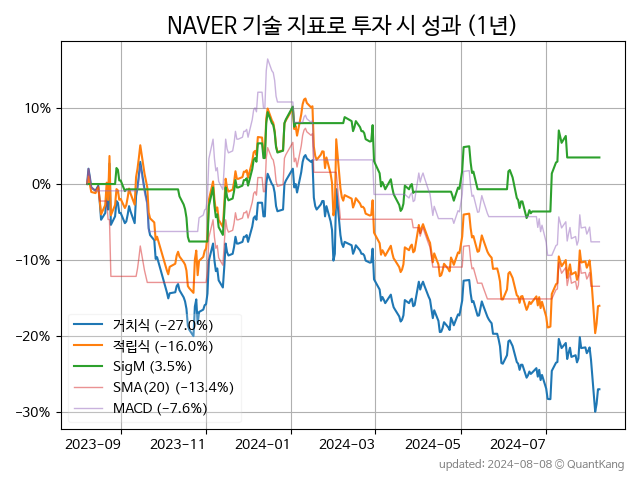 NAVER 기술 지표로 투자 시 성과 (1년)
10%
0%
−10%
−20%
−30%
거치식 (−27.0%)
적립식 (−16.0%)
SigM (3.5%)
SMA(20) (−13.4%)
MACD (−7.6%)
2023-09 2023-11 2024-01 2024-03 2024-05 2024-07
updated: 2024-08-08 © QuantKang